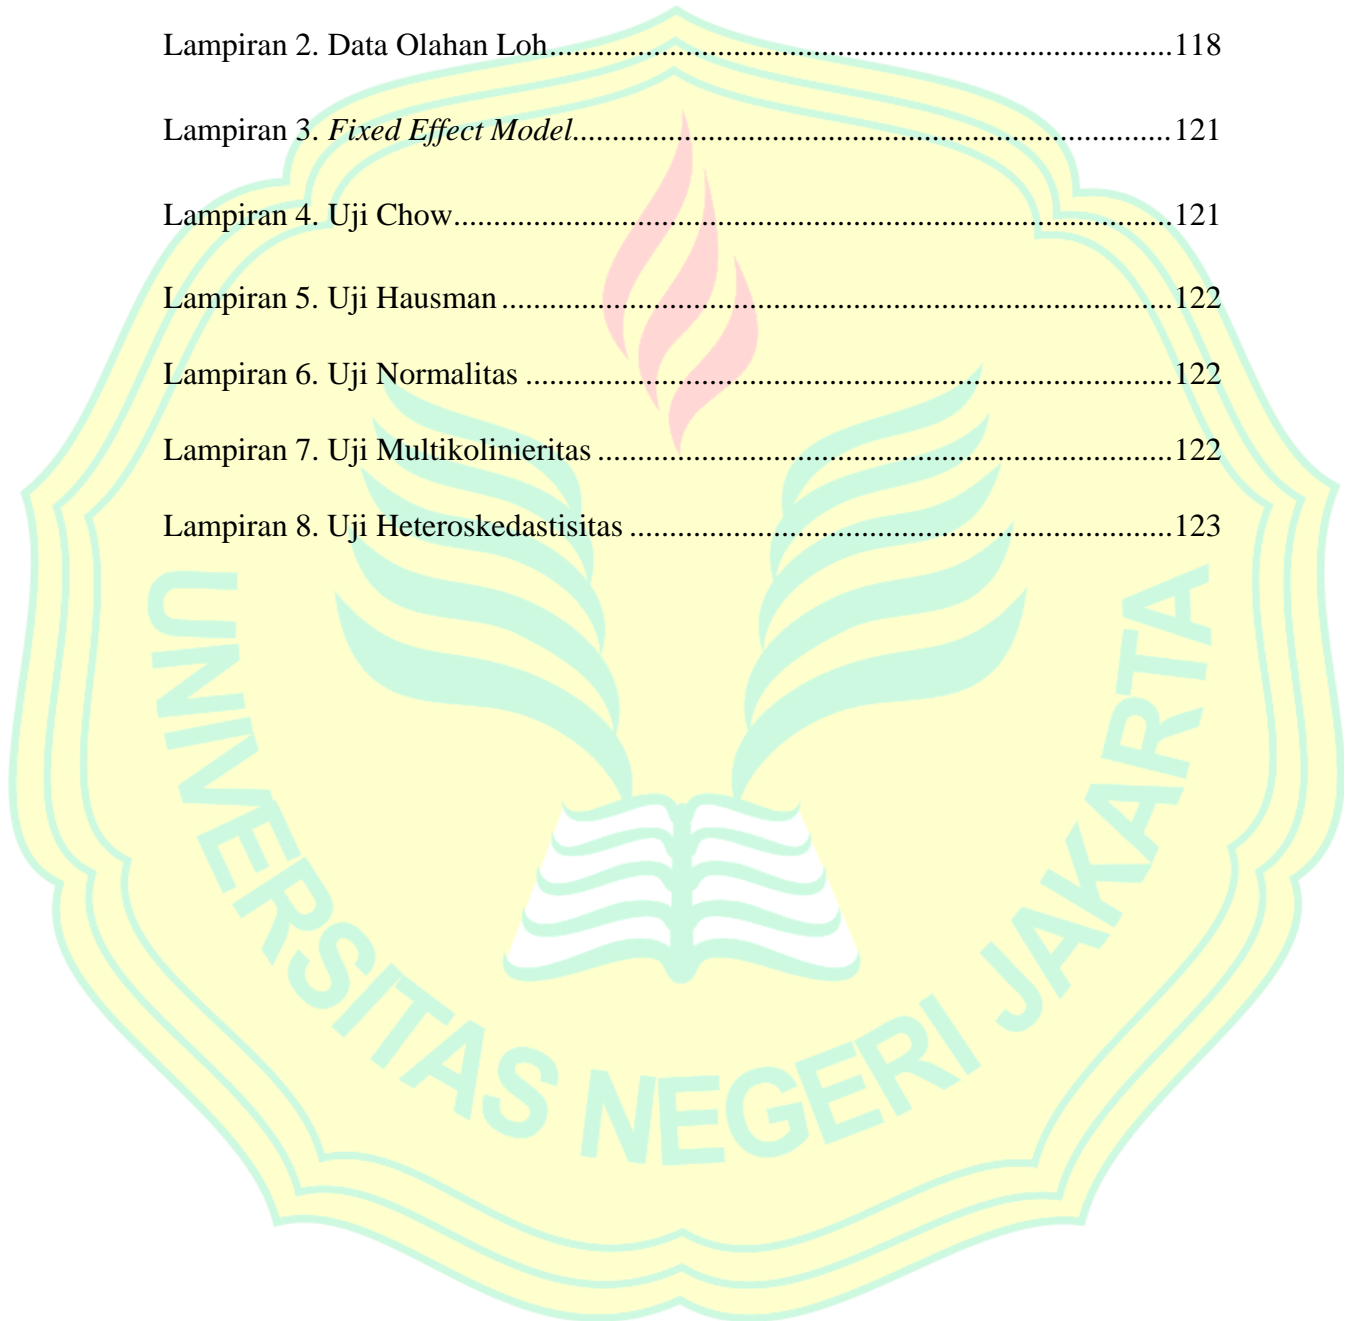 Lampiran 2. Data Olahan Loh..............................................................................118
Lampiran 3. Fixed Effect Model...........................................................................121
Lampiran 4. Uji Chow..........................................................................................121
Lampiran 5. Uji Hausman....................................................................................122
Lampiran 6. Uji Normalitas.................................................................................122
Lampiran 7. Uji Multikolinieritas........................................................................122
Lampiran 8. Uji Heteroskedastisitas....................................................................123
UNIVERSITAS NEGERI JAKARTA